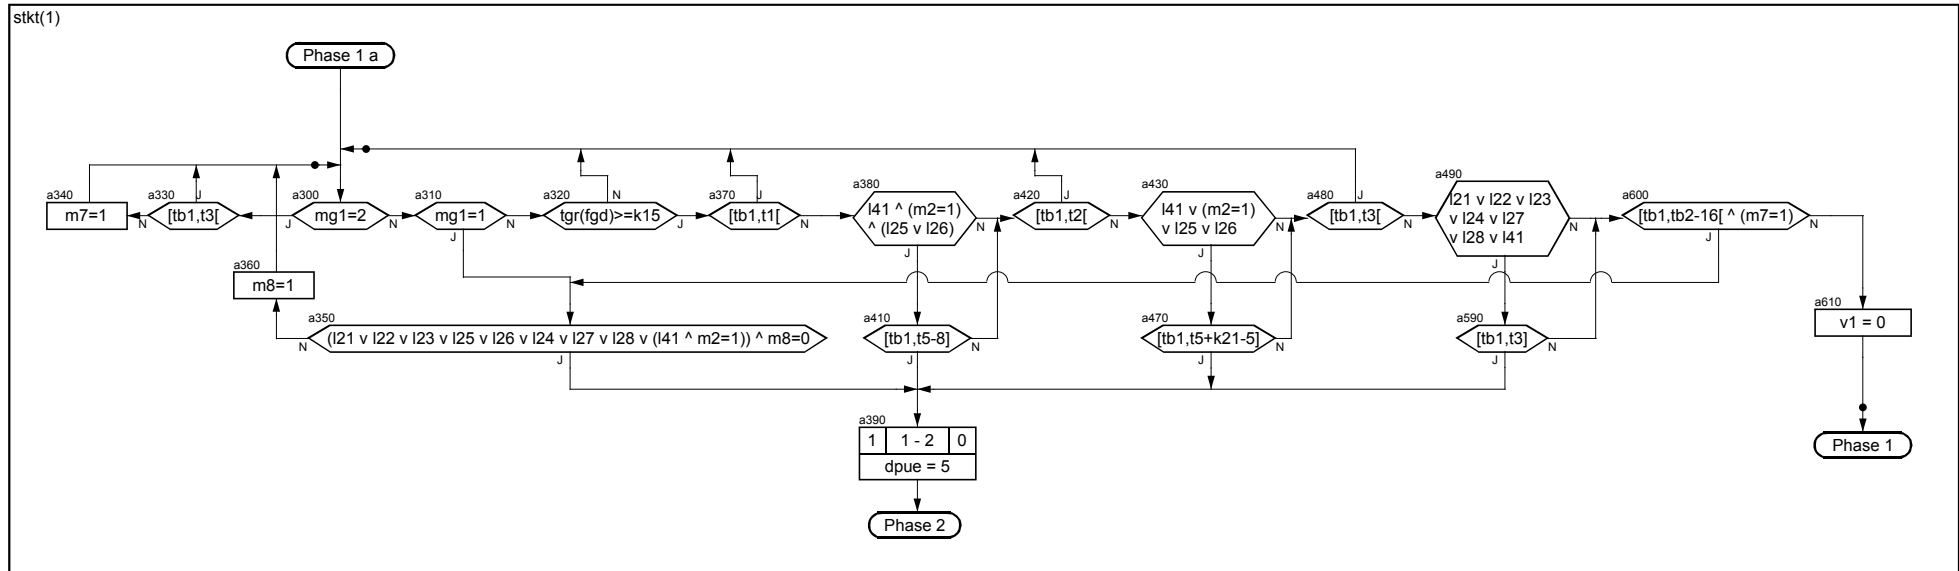 stkt(1)
Phase 1 a
a340
m7=1
N
a330
J
[tb1,t3[
a300
mg1=2
J
N
a310
mg1=1
J
N
a320
N
tgr(fgd)>=k15
J
a370
J
[tb1,t1[
N
a380
l41 ^ (m2=1)
^ (l25 v l26)
N
J
a420
J
[tb1,t2[
N
a430
l41 v (m2=1)
v l25 v l26
N
J
a480
J
[tb1,t3[
N
a490
l21 v l22 v l23
v l24 v l27
v l28 v l41
N
J
a600
[tb1,tb2-16[ ^ (m7=1)
N
J
a360
m8=1
a350
(l21 v l22 v l23 v l25 v l26 v l24 v l27 v l28 v (l41 ^ m2=1)) ^ m8=0
N
J
a410
[tb1,t5-8]
N
J
a470
[tb1,t5+k21-5]
N
J
a590
[tb1,t3]
N
J
a610
v1 = 0
a390
1 1 - 2 0
dpue = 5
Phase 1
Phase 2